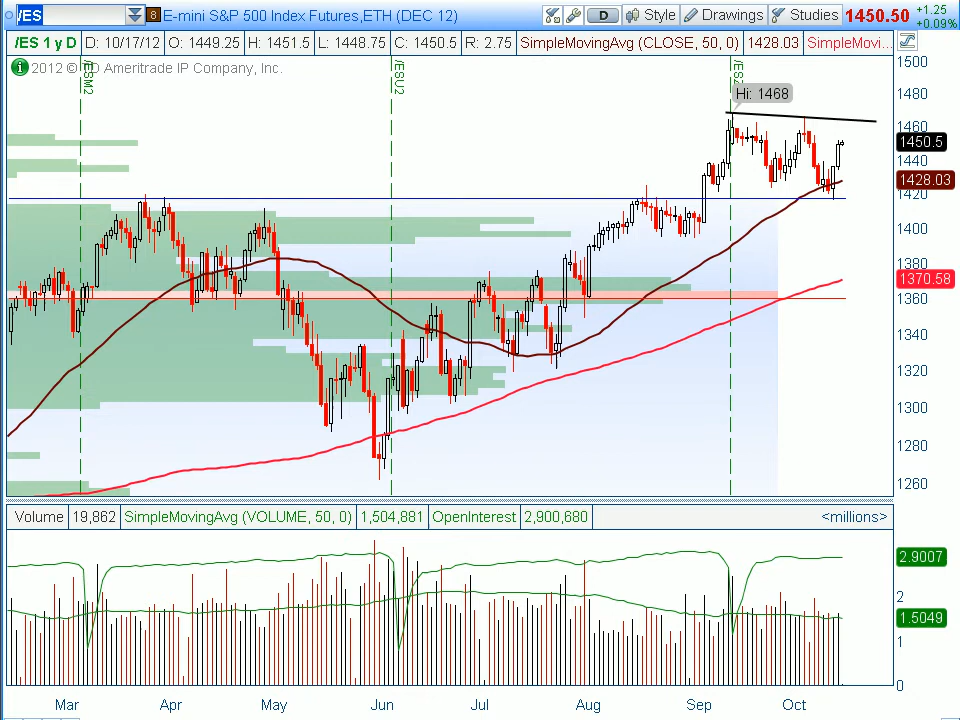 /ES 8 E-mini S&P 500 Index Futures,ETH (DEC 12) D Style Drawings Studies 1450.50 +1.25
+0.09%
/ES 1 y D D: 10/17/12 O: 1449.25 H: 1451.5 L: 1448.75 C: 1450.5 R: 2.75 SimpleMovingAvg (CLOSE, 50, 0) 1428.03 SimpleMovi...
2012 © TD Ameritrade IP Company, Inc.
/ESM2
/ESU2
Hi: 1468
1500
1480
1460
1450.5
1440
1428.03
1420
1400
1380
1370.58
1360
1340
1320
1300
1280
1260
Volume 19,862 SimpleMovingAvg (VOLUME, 50, 0) 1,504,881 OpenInterest 2,900,680 <millions>
2.9007
2
1.5049
1
0
Mar Apr May Jun Jul Aug Sep Oct